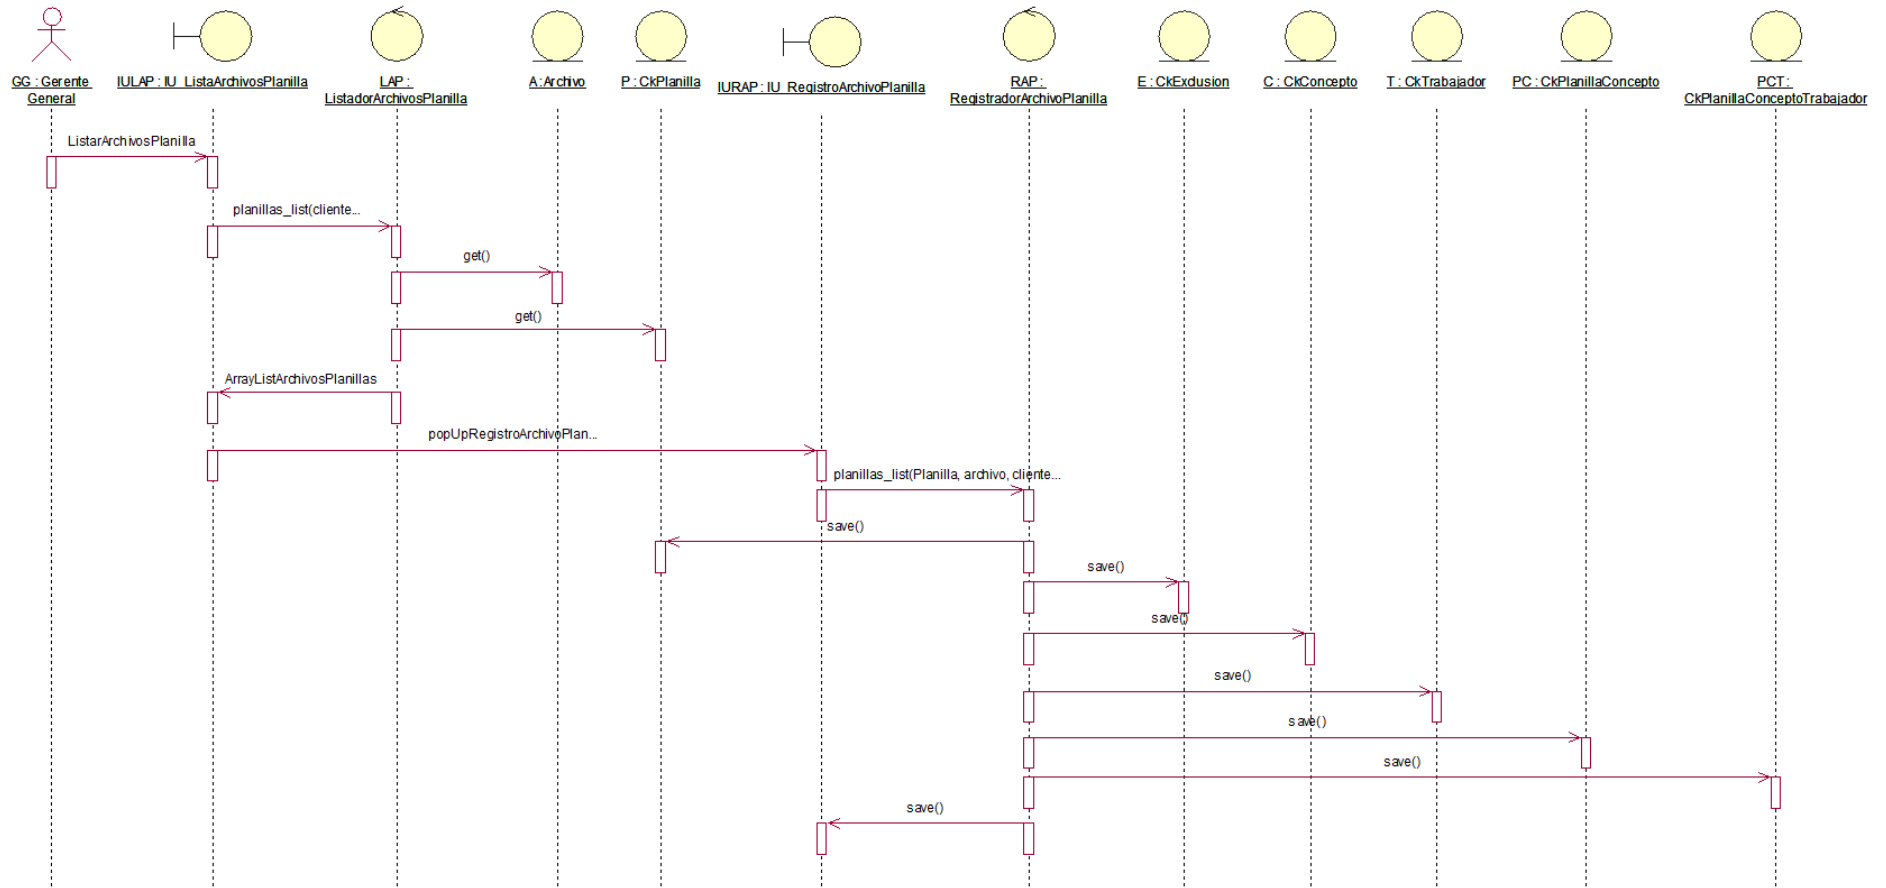 GG : Gerente
General
IULAP : IU_ListaArchivosPlanilla
LAP :
ListadorArchivosPlanilla
A : Archivo
P : CkPlanilla
IURAP : IU_RegistroArchivoPlanilla
RAP :
RegistradorArchivoPlanilla
E : CkExclusion
C : CkConcepto
T : CkTrabajador
PC : CkPlanillaConcepto
PCT :
CkPlanillaConceptoTrabajador
ListarArchivosPlanilla
planillas_list(cliente...
get()
get()
ArrayListArchivosPlanillas
popUpRegistroArchivoPlan...
planillas_list(Planilla, archivo, cliente...
save()
save()
save()
save()
save()
save()
save()